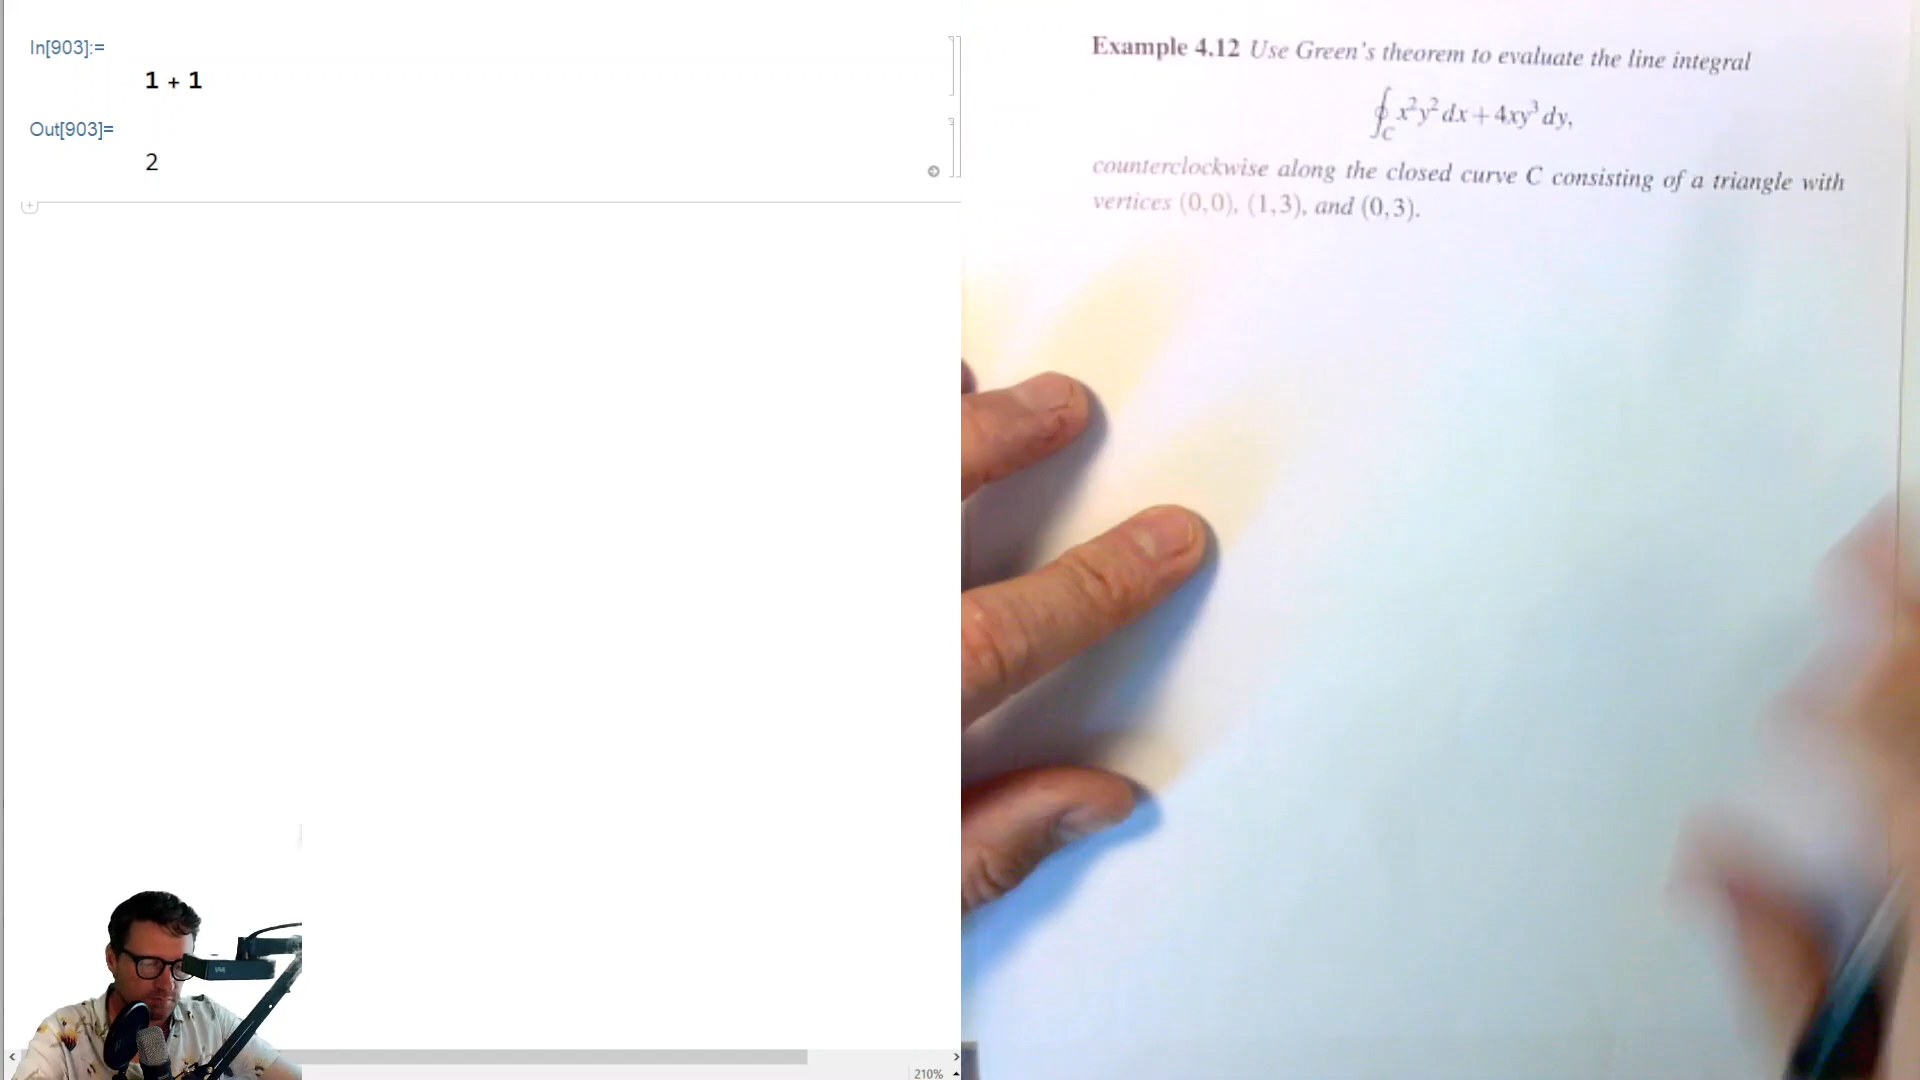 In[903]:=
1 + 1
Out[903]=
2
210%
Example 4.12 Use Green's theorem to evaluate the line integral
∮_C x²y² dx + 4xy³ dy,
counterclockwise along the closed curve C consisting of a triangle with
vertices (0,0), (1,3), and (0,3).